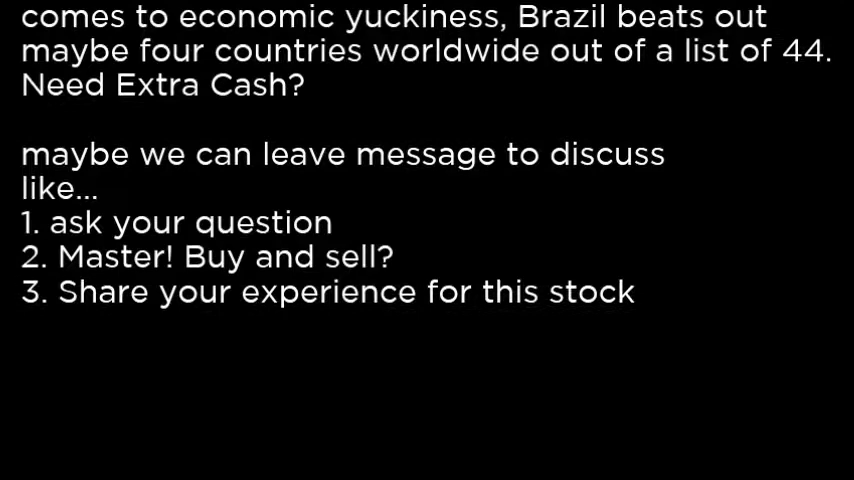 comes to economic yuckiness, Brazil beats out
maybe four countries worldwide out of a list of 44.
Need Extra Cash?
maybe we can leave message to discuss
like...
1. ask your question
2. Master! Buy and sell?
3. Share your experience for this stock